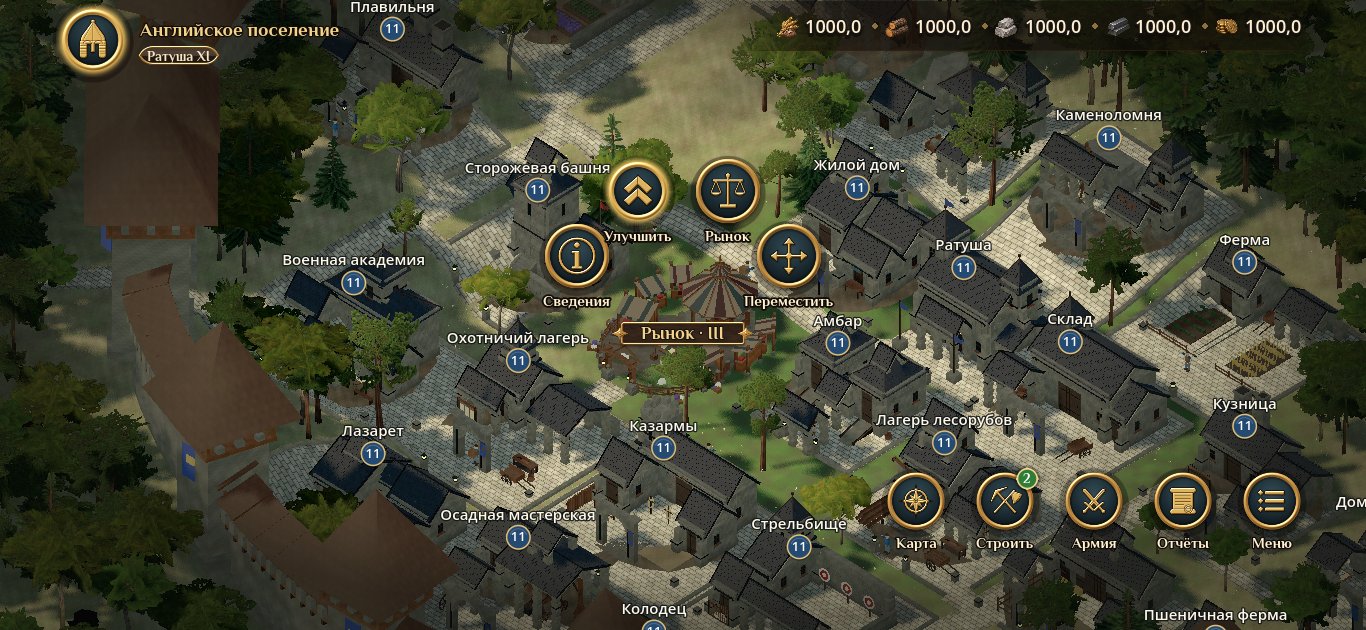 Плавильня
11
Английское поселение
Ратуша XI
1000,0
1000,0
1000,0
1000,0
1000,0
Каменоломня
11
Сторожевая башня
11
Жилой дом
11
Улучшить
Рынок
Ратуша
11
Ферма
11
Военная академия
11
Сведения
Переместить
Рынок · III
Амбар
11
Склад
11
Охотничий лагерь
11
Кузница
11
Лагерь лесорубов
11
Казармы
11
Лазарет
11
2
Карта
Строить
Армия
Отчёты
Меню
Дом
Осадная мастерская
11
Стрельбище
11
Колодец
11
Пшеничная ферма